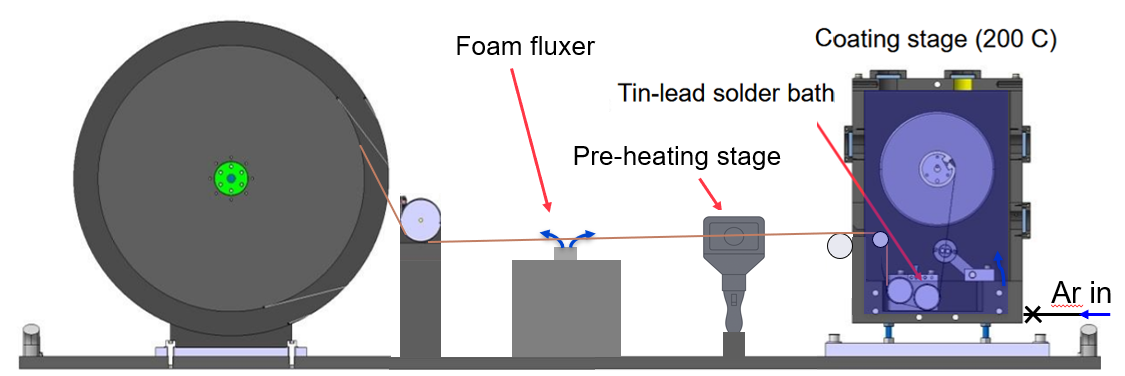 Foam fluxer
Coating stage (200 C)
Tin-lead solder bath
Pre-heating stage
Ar in